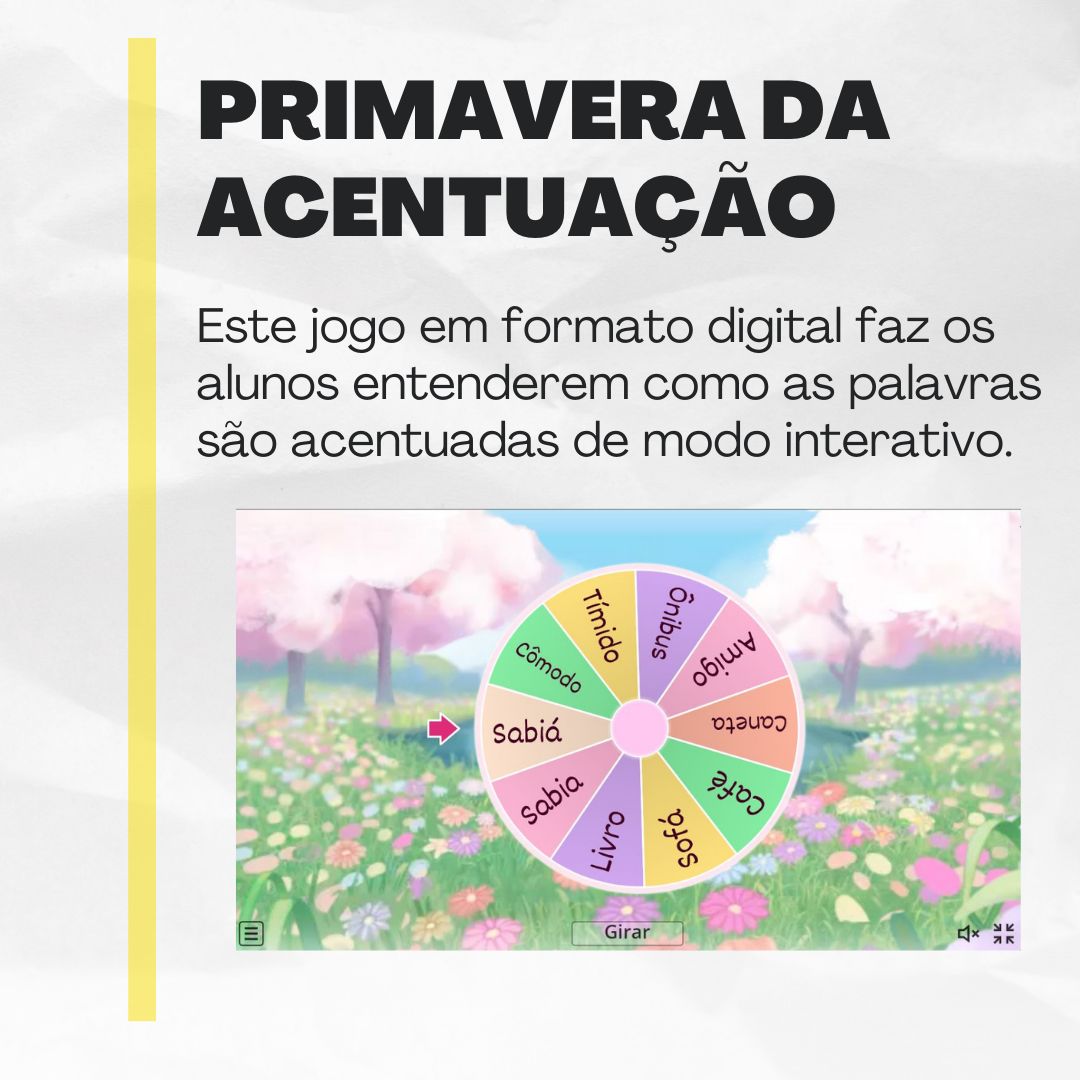 PRIMAVERA DA
ACENTUAÇÃO
Este jogo em formato digital faz os
alunos entenderem como as palavras
são acentuadas de modo interativo.
Tímido
Ônibus
Amigo
Caneta
Café
Sofá
Livro
Sabia
Sabiá
Cômodo
Girar